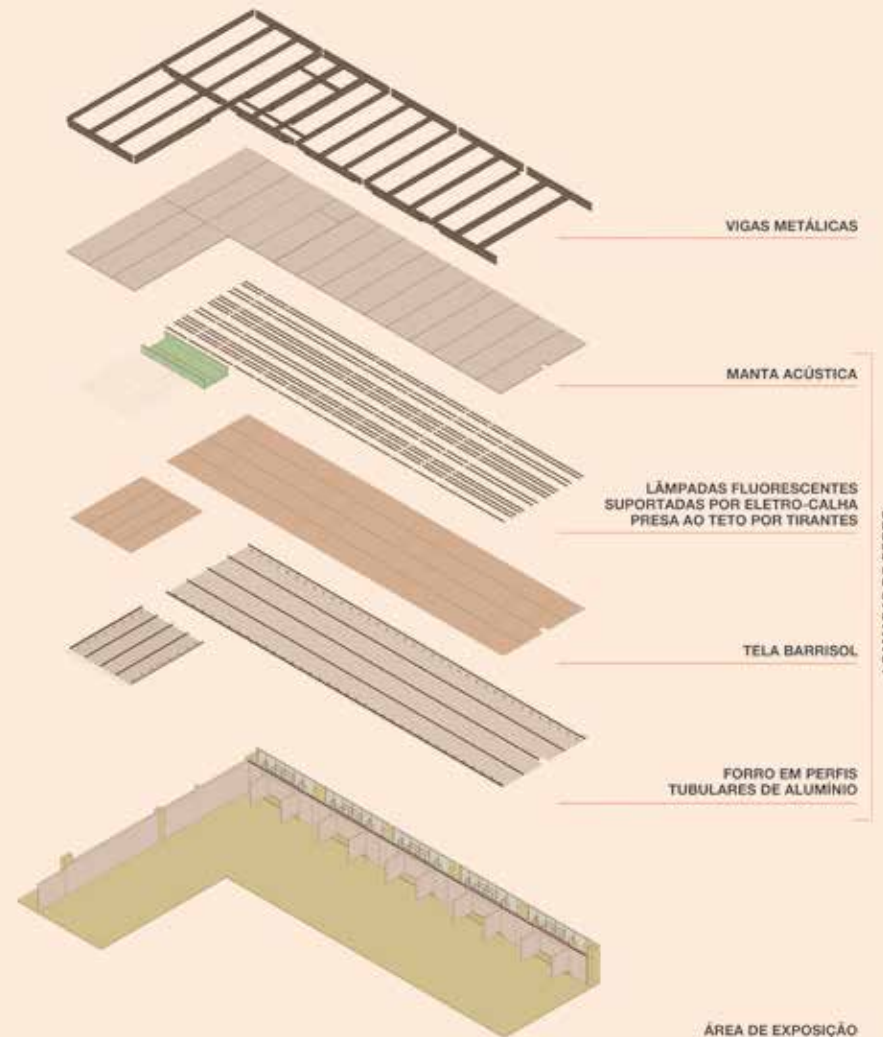 VIGAS METÁLICAS
MANTA ACÚSTICA
LÂMPADAS FLUORESCENTES
SUPORTADAS POR ELETRO-CALHA
PRESA AO TETO POR TIRANTES
TELA BARRISOL
FORRO EM PERFIS
TUBULARES DE ALUMÍNIO
ÁREA DE EXPOSIÇÃO